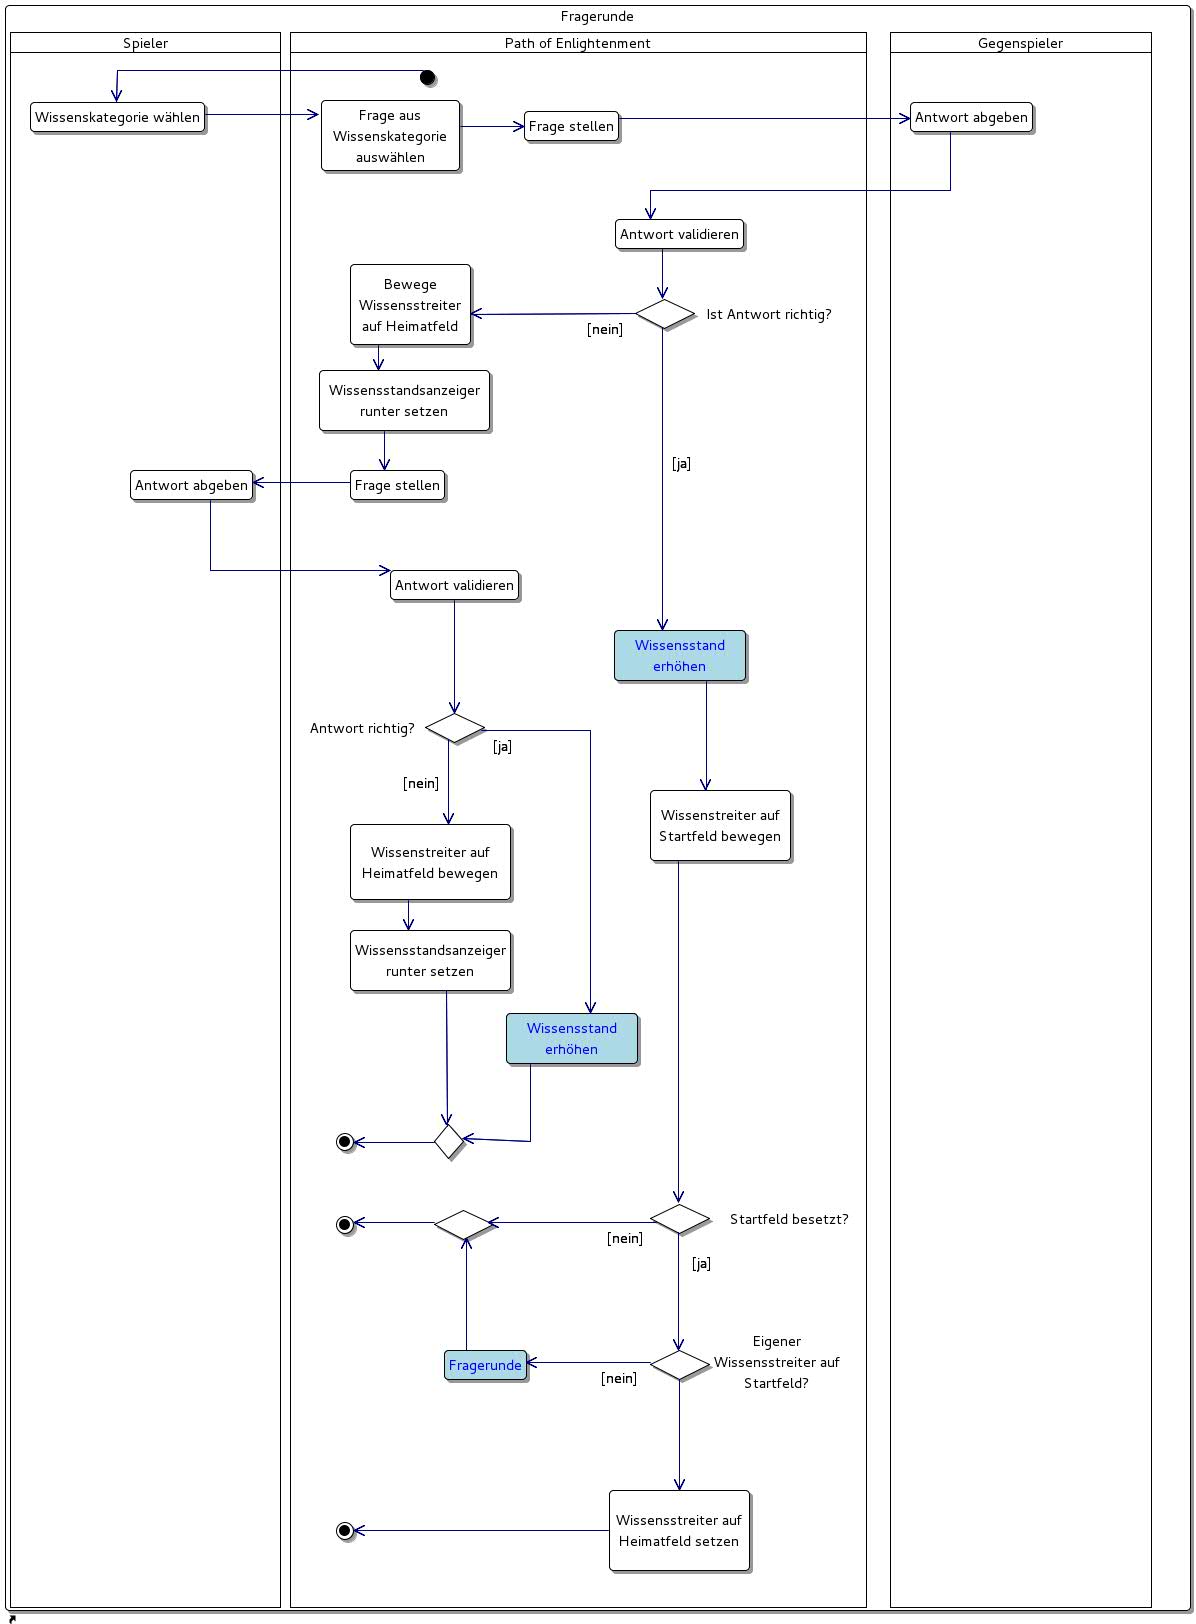 Fragerunde
Spieler
Path of Enlightenment
Gegenspieler
Wissenskategorie wählen
Frage aus
Wissenskategorie
auswählen
Frage stellen
Antwort abgeben
Antwort validieren
Bewege
Wissensstreiter
auf Heimatfeld
[nein]
Ist Antwort richtig?
Wissensstandsanzeiger
runter setzen
[ja]
Antwort abgeben
Frage stellen
Antwort validieren
Wissensstand
erhöhen
Antwort richtig?
[ja]
[nein]
Wissenstreiter auf
Startfeld bewegen
Wissenstreiter auf
Heimatfeld bewegen
Wissensstandsanzeiger
runter setzen
Wissensstand
erhöhen
Startfeld besetzt?
[nein]
[ja]
Eigener
Wissensstreiter auf
Startfeld?
Fragerunde
[nein]
Wissensstreiter auf
Heimatfeld setzen